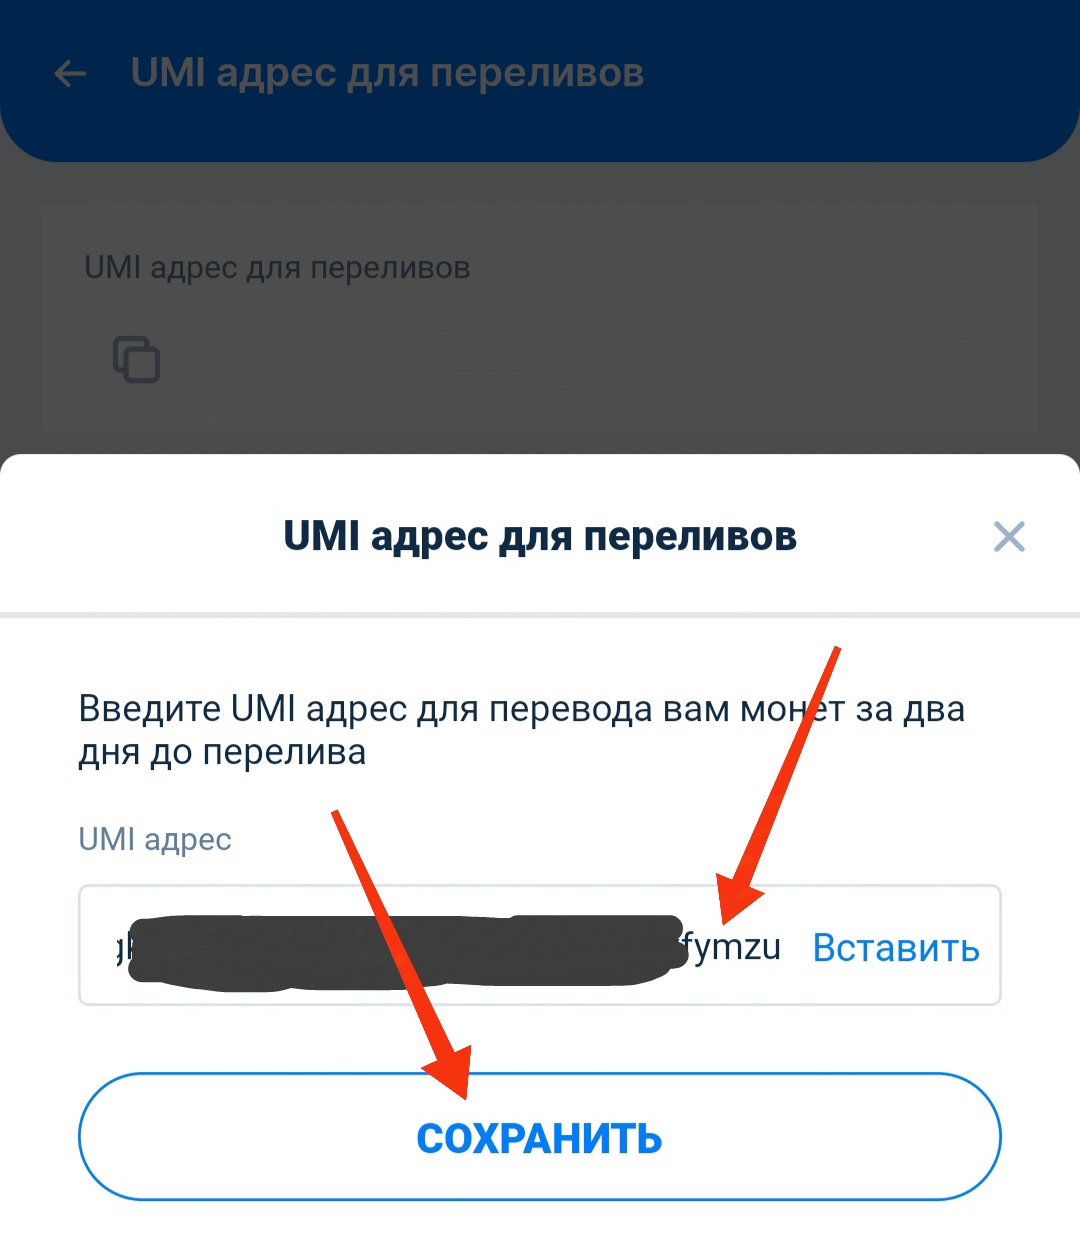 UMI адрес для переливов
UMI адрес для переливов
UMI адрес для переливов
Введите UMI адрес для перевода вам монет за два
дня до перелива
UMI адрес
fymzu Вставить
СОХРАНИТЬ